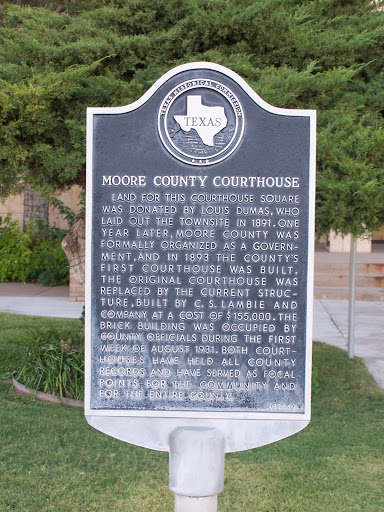 TEXAS HISTORICAL COMMISSION
TEXAS
MOORE COUNTY COURTHOUSE
LAND FOR THIS COURTHOUSE SQUARE
WAS DONATED BY LOUIS DUMAS, WHO
LAID OUT THE TOWNSITE IN 1891. ONE
YEAR LATER, MOORE COUNTY WAS
FORMALLY ORGANIZED AS A GOVERN-
MENT, AND IN 1893 THE COUNTY'S
FIRST COURTHOUSE WAS BUILT.
THE ORIGINAL COURTHOUSE WAS
REPLACED BY THE CURRENT STRUC-
TURE, BUILT BY C. S. LAMBIE AND
COMPANY AT A COST OF $155,000. THE
BRICK BUILDING WAS OCCUPIED BY
COUNTY OFFICIALS DURING THE FIRST
WEEK OF AUGUST 1931. BOTH COURT-
HOUSES HAVE HELD ALL COUNTY
RECORDS AND HAVE SERVED AS FOCAL
POINTS FOR THE COMMUNITY AND
FOR THE ENTIRE COUNTY.